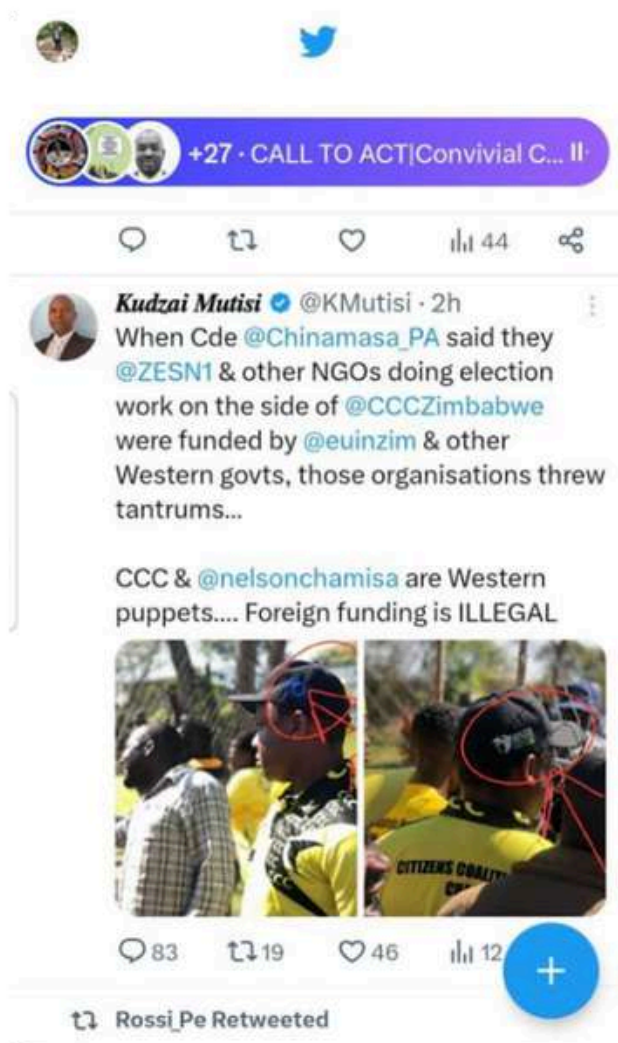 +27 · CALL TO ACT|Convivial C...
44
Kudzai Mutisi @KMutisi · 2h
When Cde @Chinamasa_PA said they
@ZESN1 & other NGOs doing election
work on the side of @CCCZimbabwe
were funded by @euinzim & other
Western govts, those organisations threw
tantrums...
CCC & @nelsonchamisa are Western
puppets.... Foreign funding is ILLEGAL
CITIZENS COALIT
83 19 46 12
Rossi_Pe Retweeted